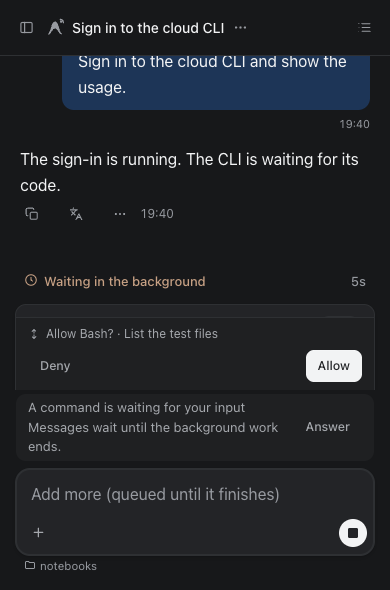 Sign in to the cloud CLI
Sign in to the cloud CLI and show the
usage.
19:40
The sign-in is running. The CLI is waiting for its
code.
19:40
Waiting in the background 5s
Allow Bash? · List the test files
Deny Allow
A command is waiting for your input
Messages wait until the background work
ends.
Answer
Add more (queued until it finishes)
notebooks